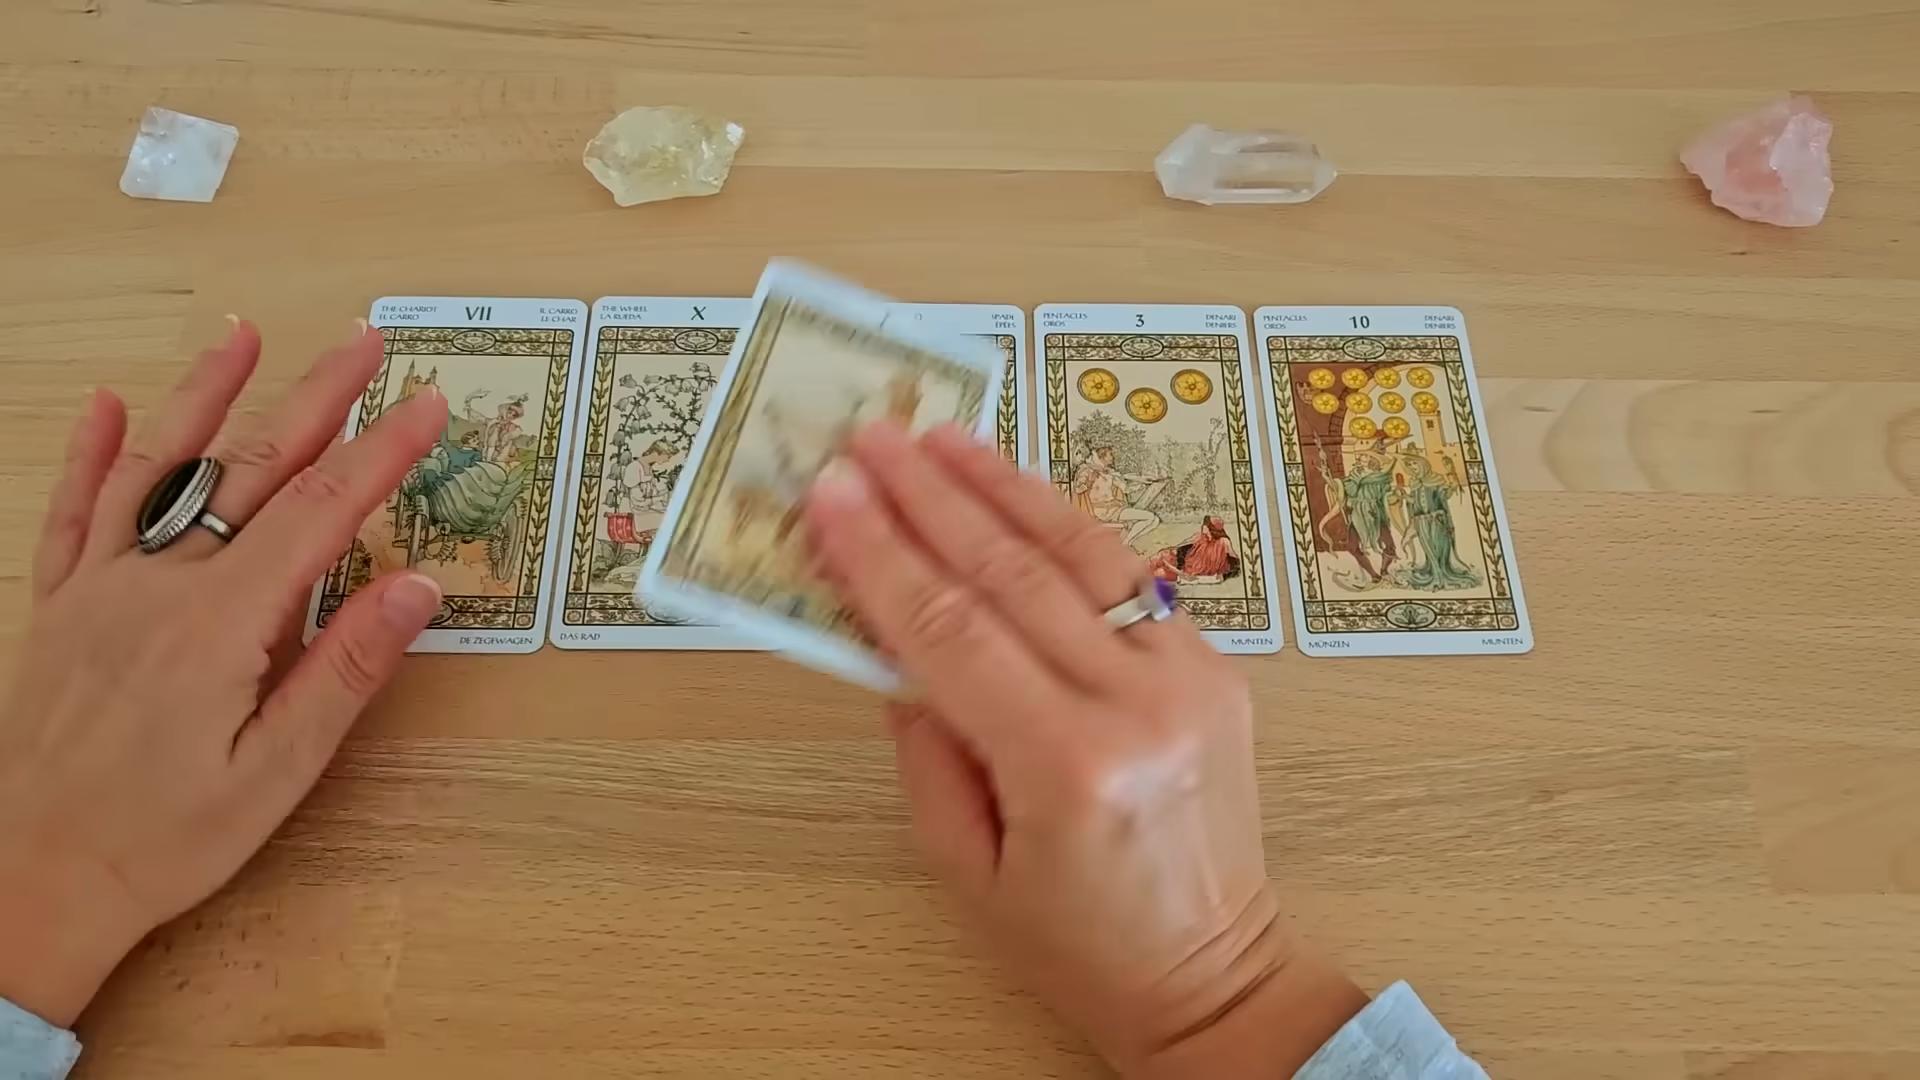 THE CHARIOT
EL CARRO
VII
IL CARRO
LE CHAR
DE ZEGEWAGEN
THE WHEEL
LA RUEDA
X
DAS RAD
SPADE
ÉPÉES
PENTACLES
OROS
3
DENARI
DENIERS
MUNTEN
PENTACLES
OROS
10
DENARI
DENIERS
MÜNZEN
MUNTEN